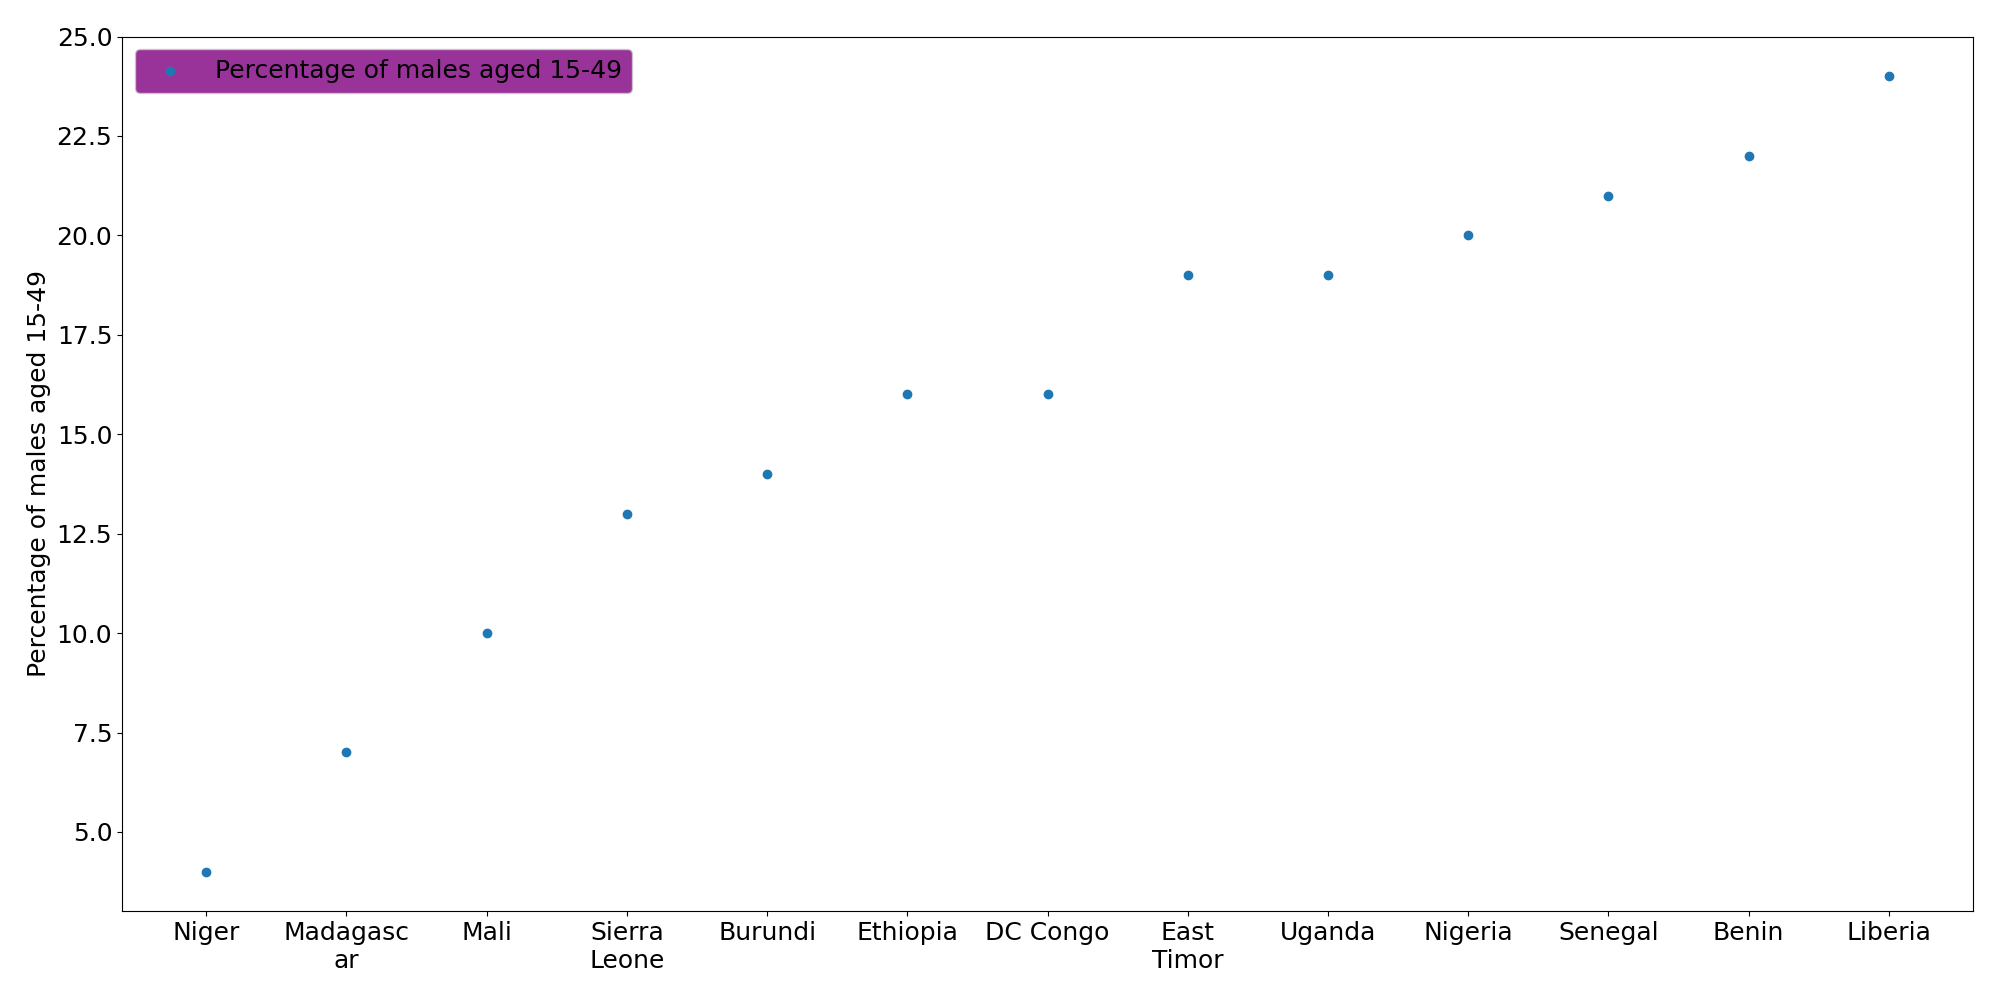 Percentage of males aged 15-49
Percentage of males aged 15-49
25.0
22.5
20.0
17.5
15.0
12.5
10.0
7.5
5.0
Niger
Madagasc
ar
Mali
Sierra
Leone
Burundi
Ethiopia
DC Congo
East
Timor
Uganda
Nigeria
Senegal
Benin
Liberia